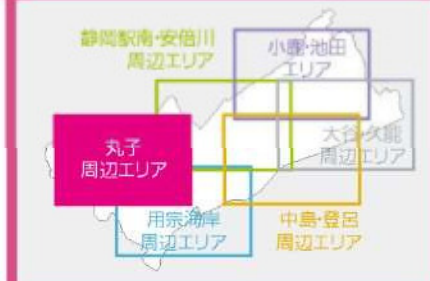 静岡駅南・安倍川
周辺エリア
小鹿・池田
エリア
大谷・久能
周辺エリア
丸子
周辺エリア
用宗海岸
周辺エリア
中島・登呂
周辺エリア